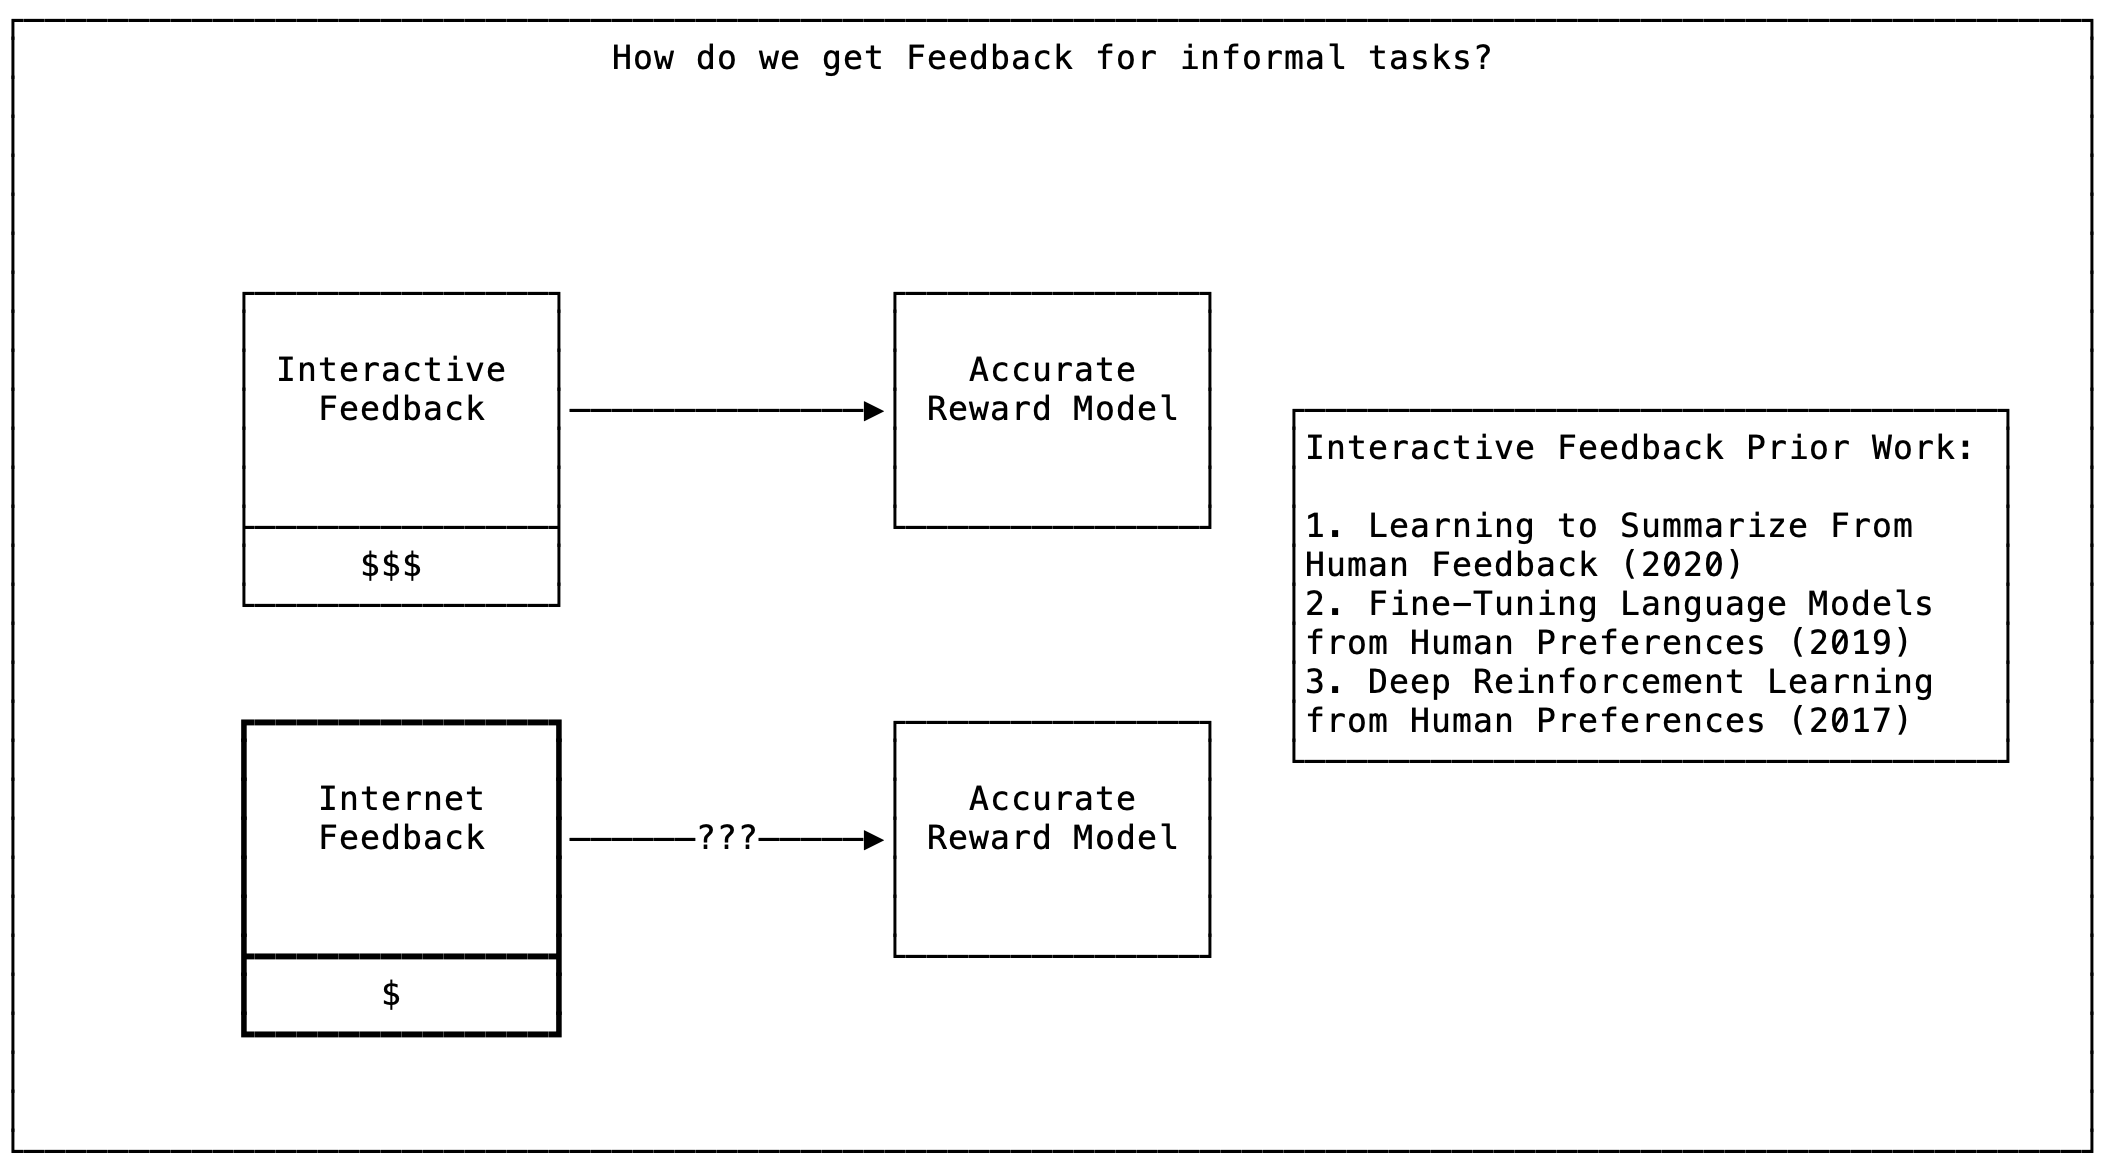 How do we get Feedback for informal tasks?
Interactive
Feedback
$$$
Accurate
Reward Model
Internet
Feedback
$
???
Accurate
Reward Model
Interactive Feedback Prior Work:
1. Learning to Summarize From
Human Feedback (2020)
2. Fine-Tuning Language Models
from Human Preferences (2019)
3. Deep Reinforcement Learning
from Human Preferences (2017)